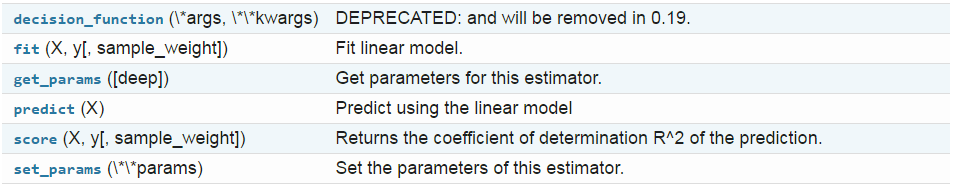 decision_function (\*args, \*\*kwargs) DEPRECATED: and will be removed in 0.19.
fit (X, y[, sample_weight]) Fit linear model.
get_params ([deep]) Get parameters for this estimator.
predict (X) Predict using the linear model
score (X, y[, sample_weight]) Returns the coefficient of determination R^2 of the prediction.
set_params (\*\*params) Set the parameters of this estimator.